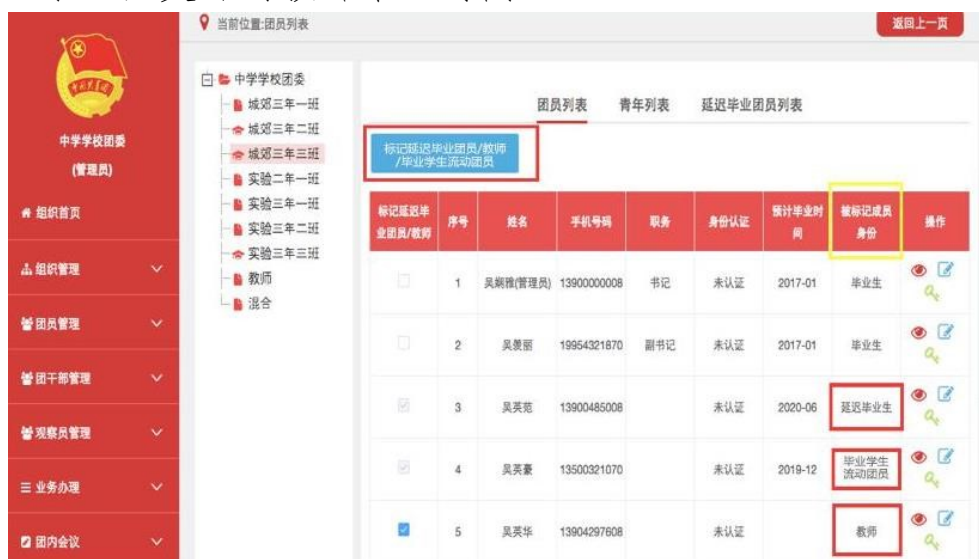 当前位置:团员列表
返回上一页
中学学校团委
(管理员)
组织首页
组织管理
团员管理
团干部管理
观察员管理
业务办理
团内会议
中学学校团委
城郊三年一班
城郊三年二班
城郊三年三班
实验二年一班
实验三年一班
实验三年二班
实验三年三班
教师
混合
团员列表 青年列表 延迟毕业团员列表
标记延迟毕业团员/教师
/毕业学生流动团员
标记延迟毕业团员/教师 序号 姓名 手机号码 职务 身份认证 预计毕业时间 被标记成员身份 操作
1 吴娴雅(管理员) 13900000008 书记 未认证 2017-01 毕业生
2 吴 丽 19954321870 副书记 未认证 2017-01 毕业生
3 吴英范 13900485008 未认证 2020-06 延迟毕业生
4 吴英豪 13500321070 未认证 2019-12 毕业学生流动团员
5 吴英华 13904297608 未认证 教师